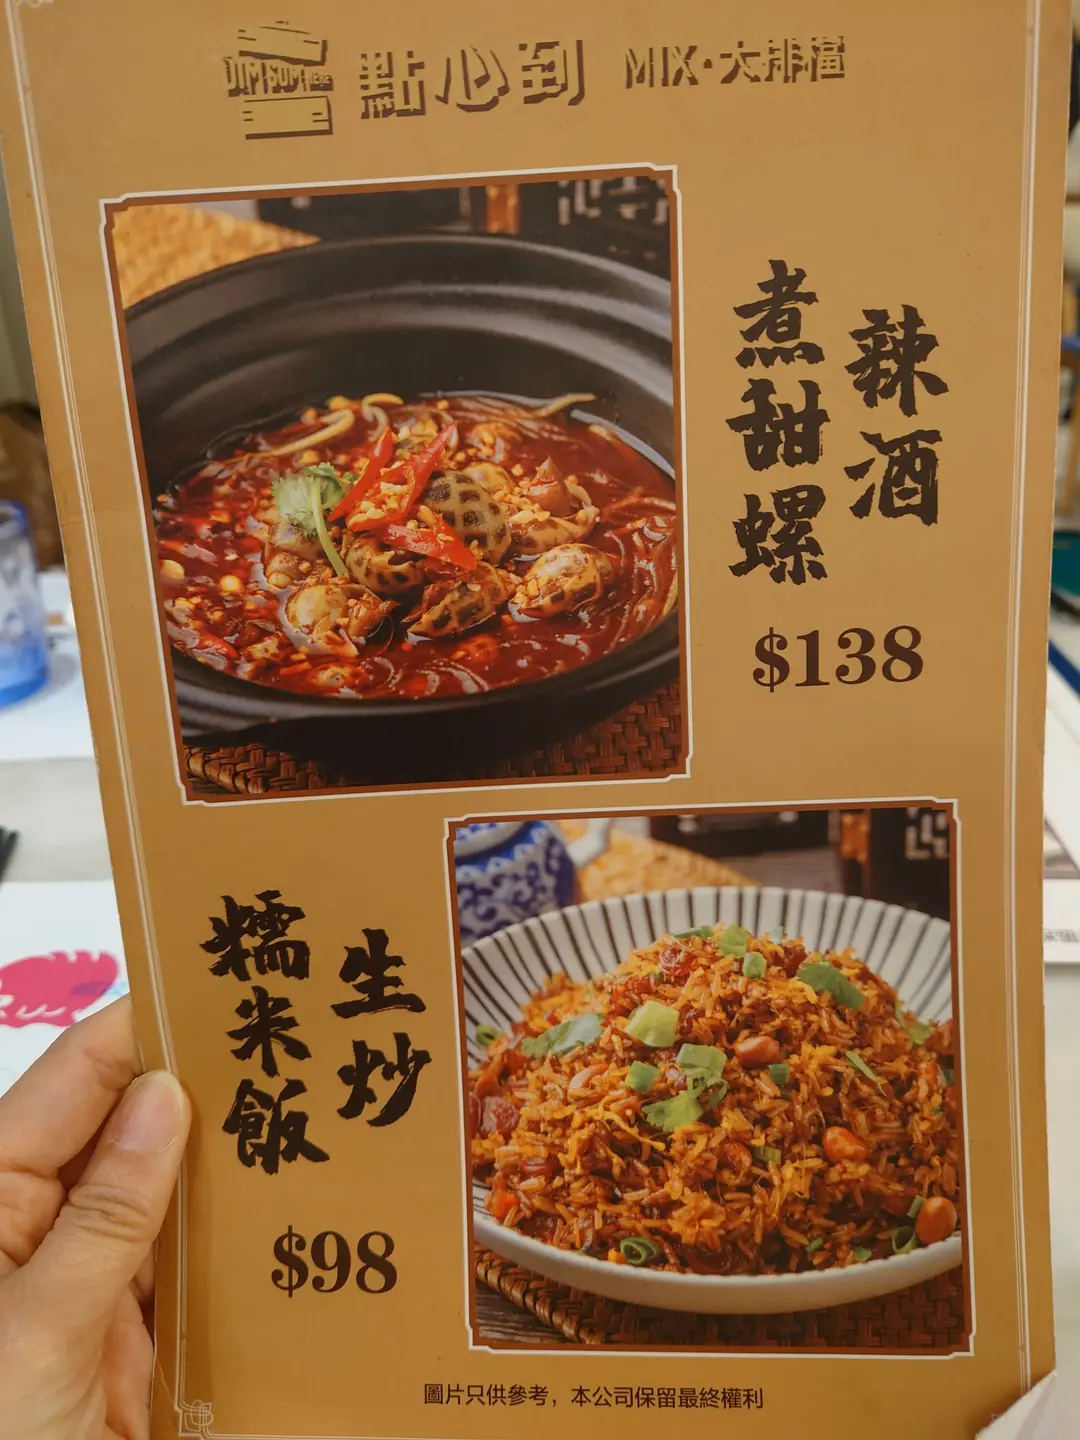 DIM SUM HERE
點心到 MIX·大排檔
辣酒
煮甜螺
$138
生炒
糯米飯
$98
圖片只供參考，本公司保留最終權利